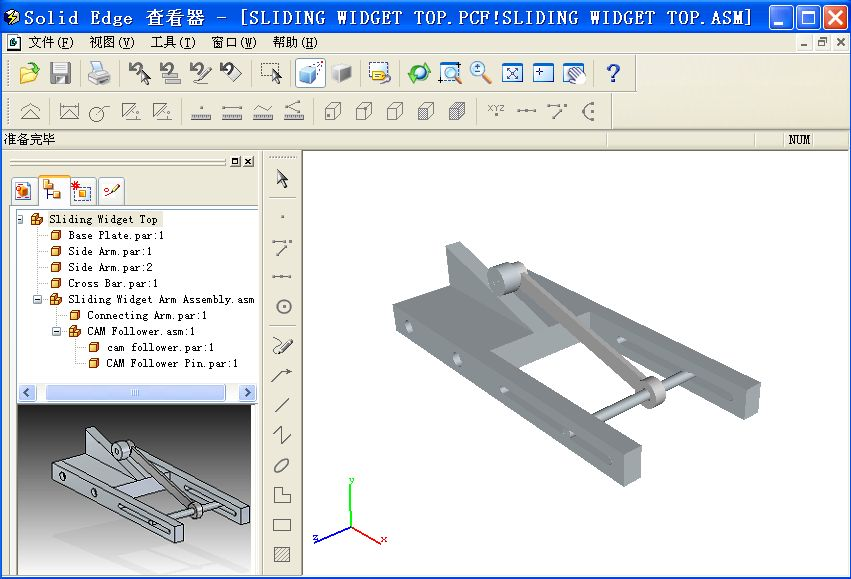 Solid Edge 查看器 - [SLIDING WIDGET TOP.PCF!SLIDING WIDGET TOP.ASM]
文件(F) 视图(V) 工具(T) 窗口(W) 帮助(H)
XYZ
准备完毕 NUM
Sliding Widget Top
Base Plate.par:1
Side Arm.par:1
Side Arm.par:2
Cross Bar.par:1
Sliding Widget Arm Assembly.asm
Connecting Arm.par:1
CAM Follower.asm:1
cam follower.par:1
CAM Follower Pin.par:1
y
z
x